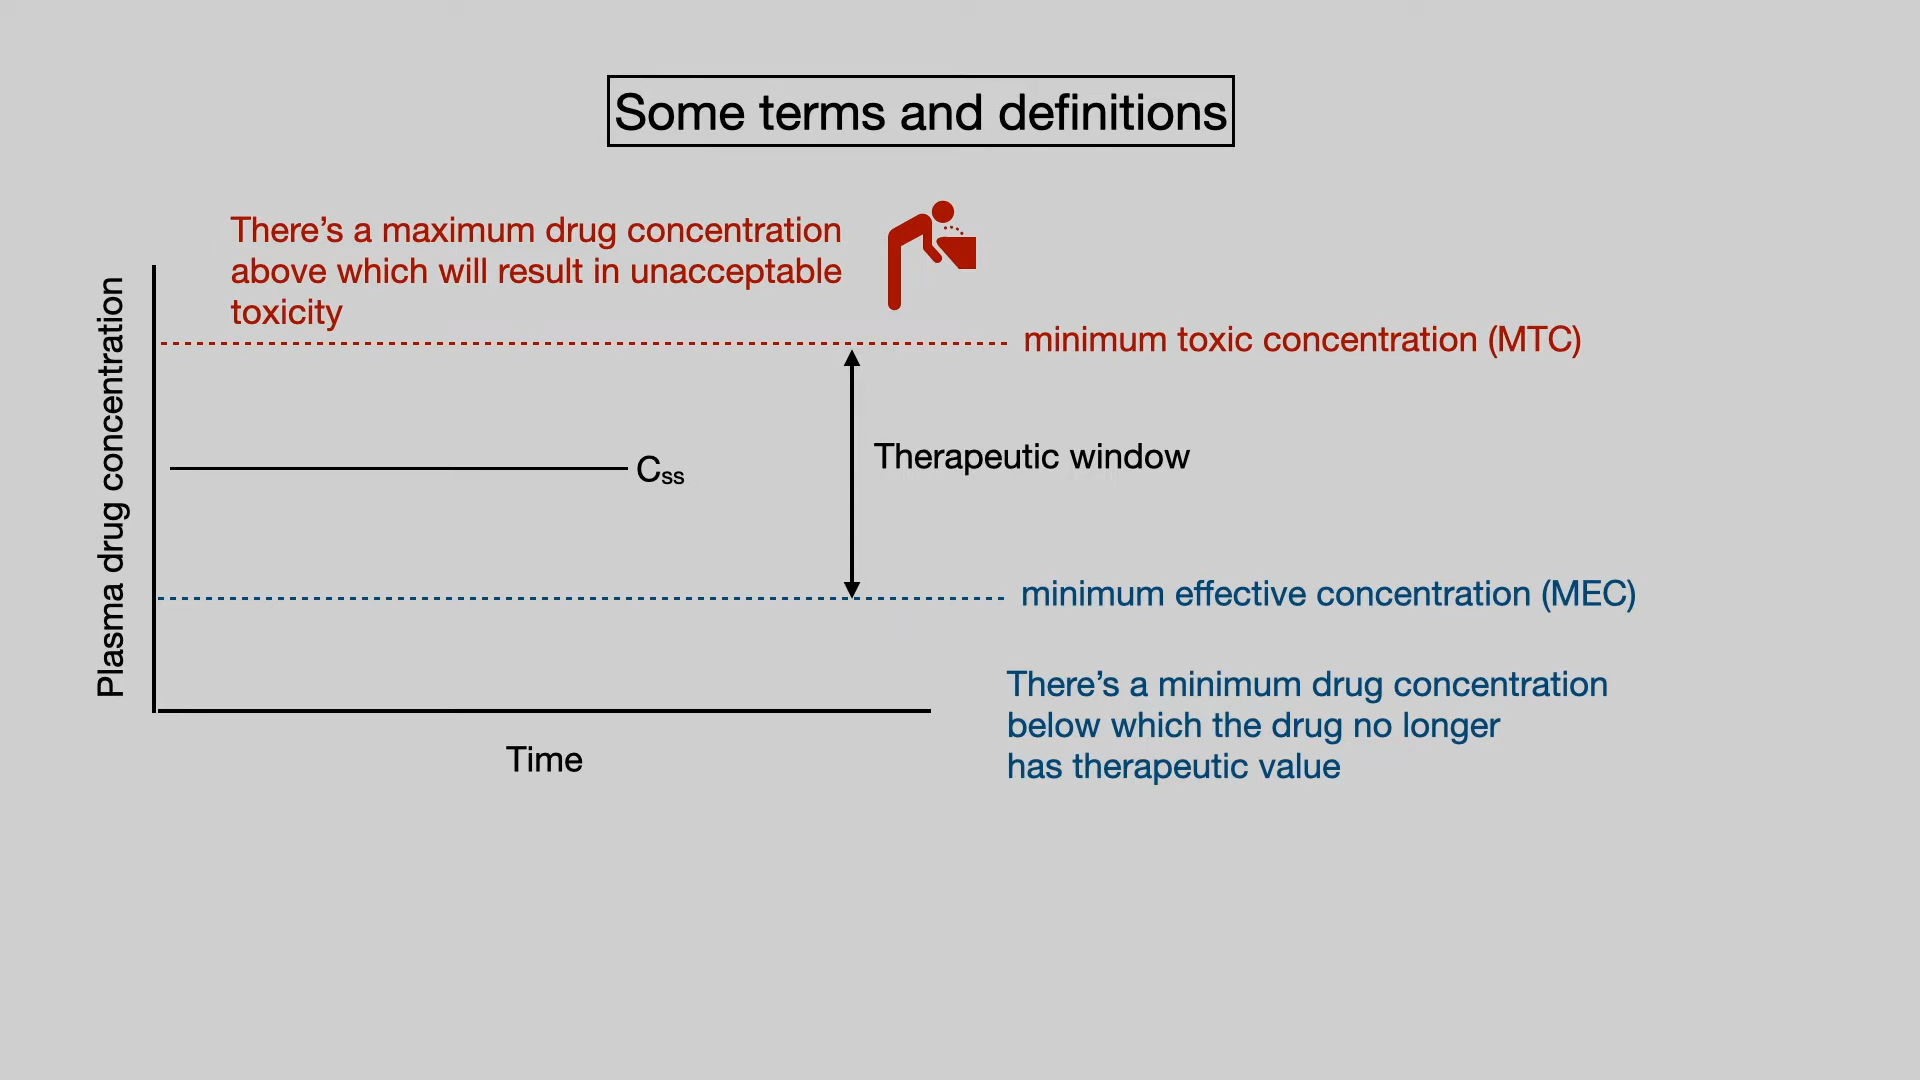 Some terms and definitions
There’s a maximum drug concentration
above which will result in unacceptable
toxicity
minimum toxic concentration (MTC)
Plasma drug concentration
Css
Therapeutic window
minimum effective concentration (MEC)
There’s a minimum drug concentration
below which the drug no longer
has therapeutic value
Time